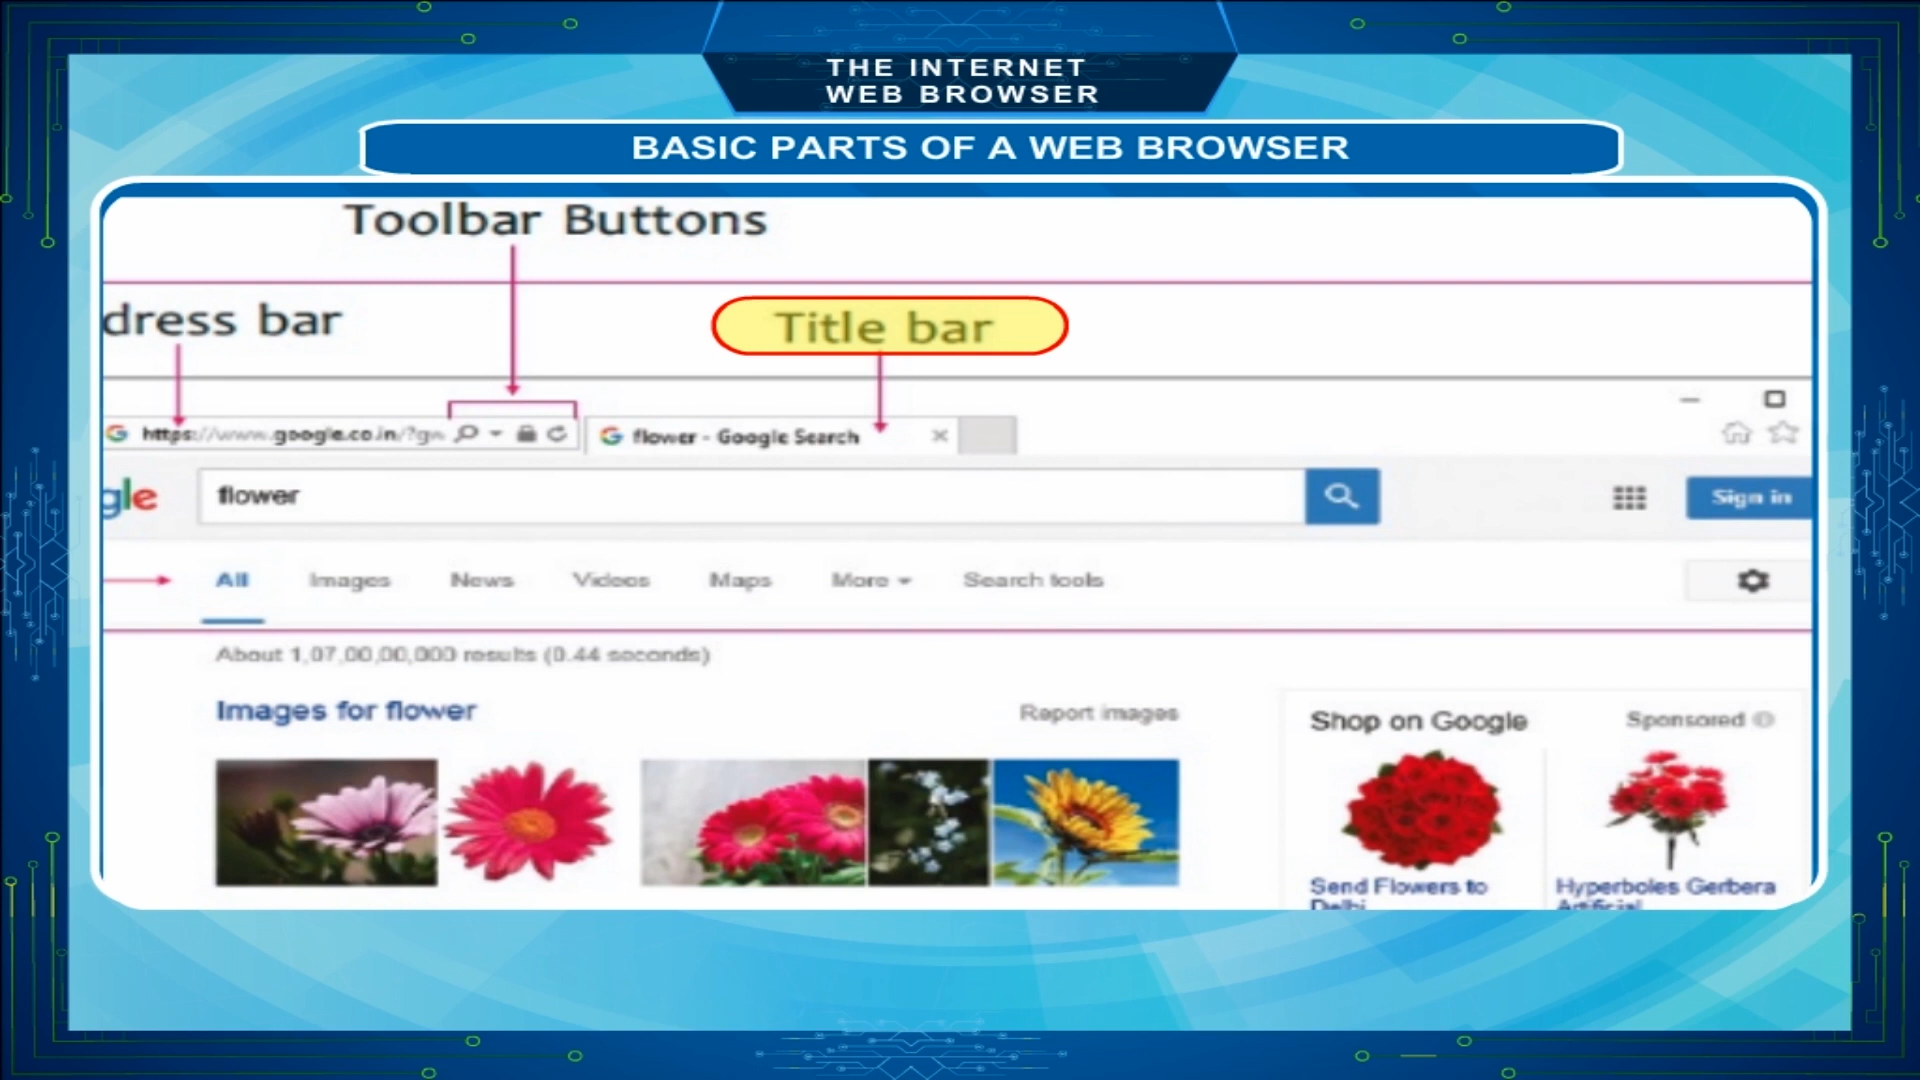 THE INTERNET
WEB BROWSER
BASIC PARTS OF A WEB BROWSER
Toolbar Buttons
dress bar
Title bar
https://www.google.co.in/?gw
flower - Google Search
gle
flower
Sign in
All Images News Videos Maps More Search tools
About 1,07,00,00,000 results (0.44 seconds)
Images for flower
Report images
Shop on Google
Sponsored
Send Flowers to
Delhi
Hyperboles Gerbera
Artificial